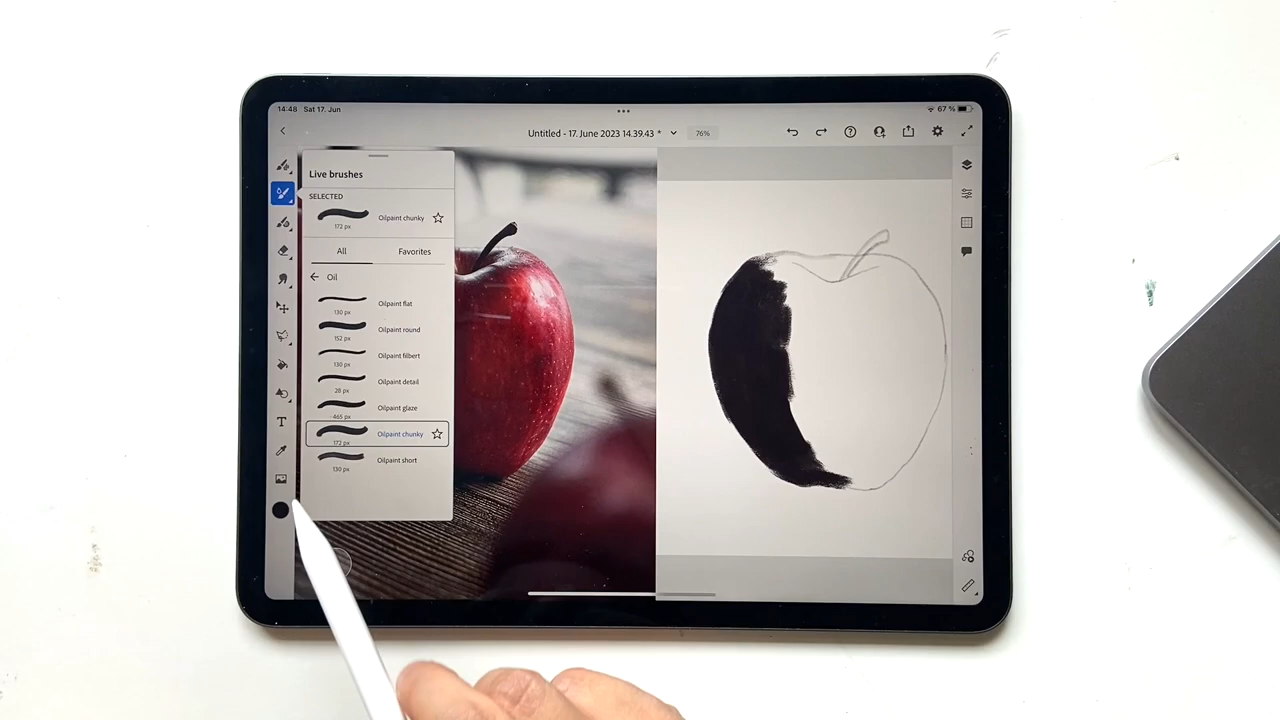 14:48 Sat 17. Jun
67 %
Untitled - 17. June 2023 14.39.43 *
76%
Live brushes
SELECTED
Oilpaint chunky
172 px
All Favorites
Oil
Oilpaint flat
130 px
Oilpaint round
152 px
Oilpaint filbert
130 px
Oilpaint detail
28 px
Oilpaint glaze
465 px
Oilpaint chunky
172 px
Oilpaint short
130 px
T